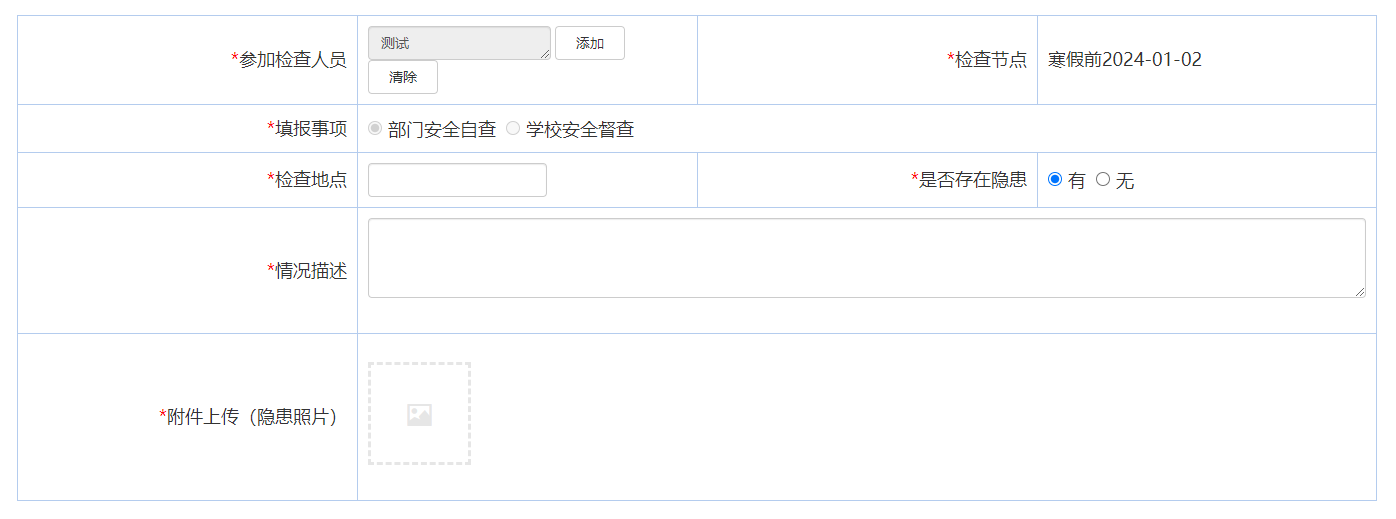 *参加检查人员
测试
添加
清除
*检查节点
寒假前2024-01-02
*填报事项
部门安全自查
学校安全督查
*检查地点
*是否存在隐患
有
无
*情况描述
*附件上传（隐患照片）